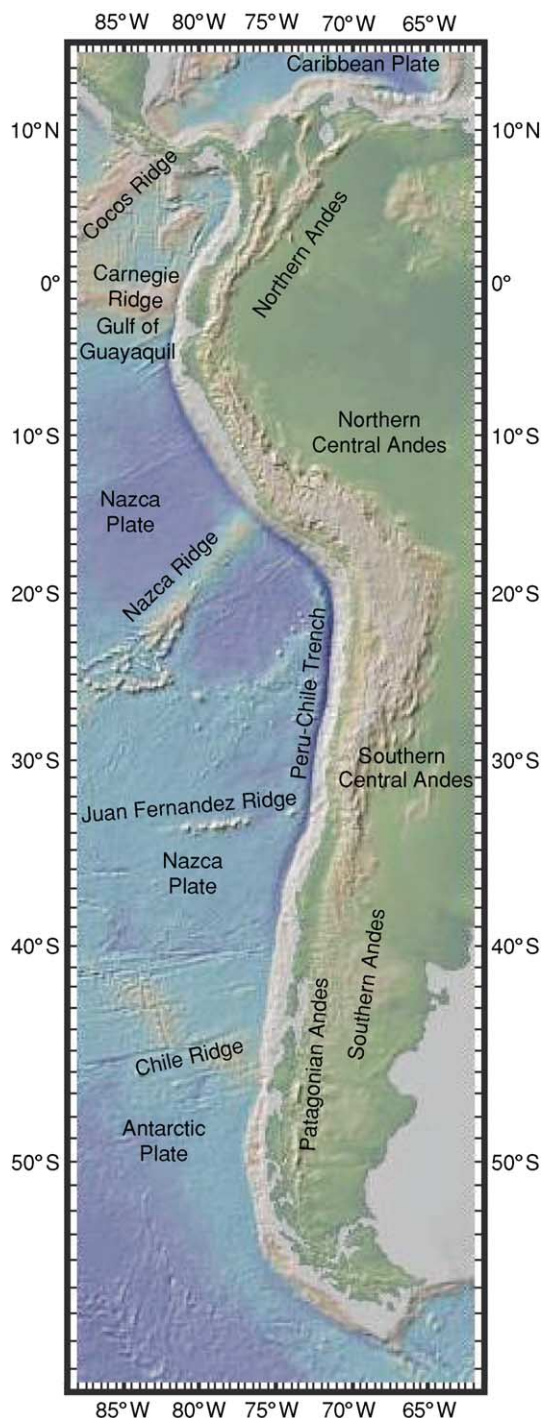 85°W 80°W 75°W 70°W 65°W
Caribbean Plate
10°N
10°N
Cocos Ridge
Northern Andes
0°
0°
Carnegie
Ridge
Gulf of
Guayaquil
Northern
Central Andes
10°S
10°S
Nazca
Plate
Nazca Ridge
20°S
20°S
Peru-Chile Trench
30°S
30°S
Southern
Central Andes
Juan Fernandez Ridge
Nazca
Plate
40°S
40°S
Southern Andes
Patagonian Andes
Chile Ridge
Antarctic
Plate
50°S
50°S
85°W 80°W 75°W 70°W 65°W